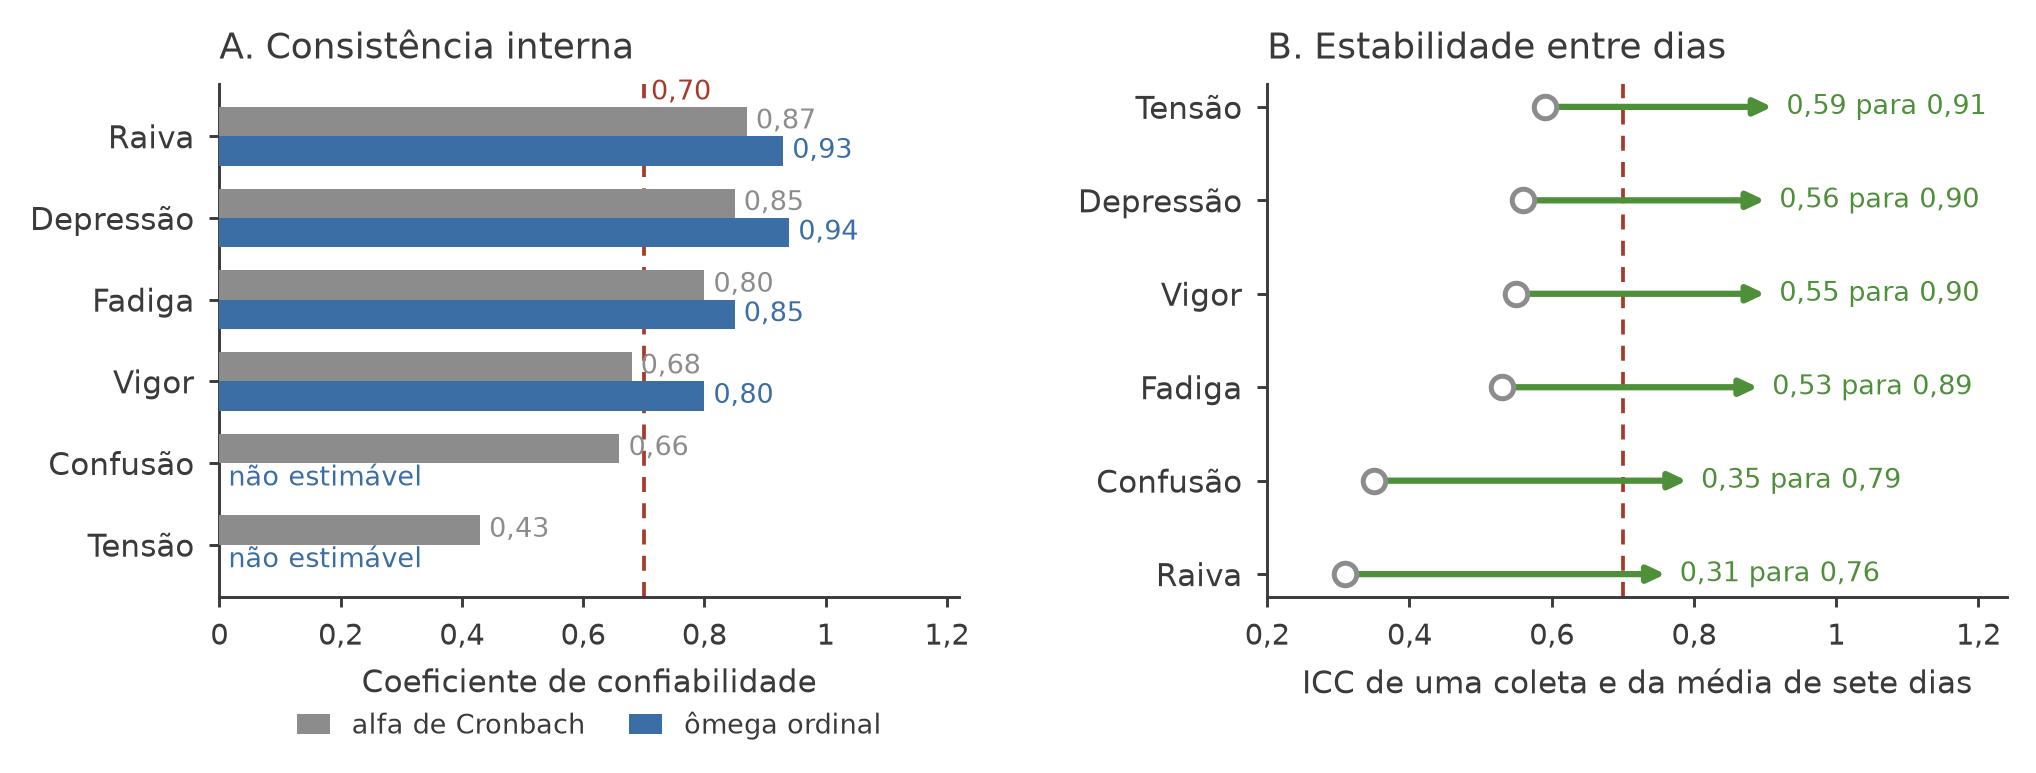 A. Consistência interna
0,70
Raiva
0,87
0,93
Depressão
0,85
0,94
Fadiga
0,80
0,85
Vigor
0,68
0,80
Confusão
0,66
não estimável
Tensão
0,43
não estimável
0 0,2 0,4 0,6 0,8 1 1,2
Coeficiente de confiabilidade
alfa de Cronbach ômega ordinal
B. Estabilidade entre dias
Tensão 0,59 para 0,91
Depressão 0,56 para 0,90
Vigor 0,55 para 0,90
Fadiga 0,53 para 0,89
Confusão 0,35 para 0,79
Raiva 0,31 para 0,76
0,2 0,4 0,6 0,8 1 1,2
ICC de uma coleta e da média de sete dias